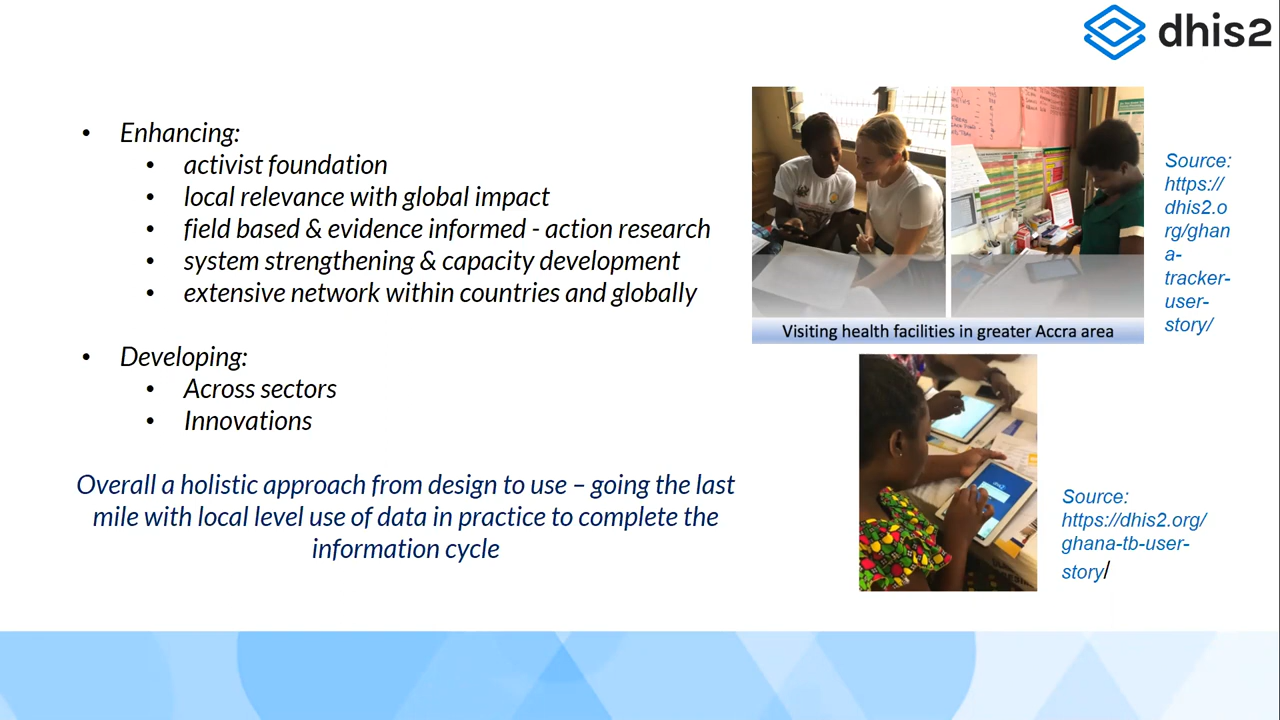 dhis2
• Enhancing:
• activist foundation
• local relevance with global impact
• field based & evidence informed - action research
• system strengthening & capacity development
• extensive network within countries and globally
• Developing:
• Across sectors
• Innovations
Overall a holistic approach from design to use – going the last
mile with local level use of data in practice to complete the
information cycle
Visiting health facilities in greater Accra area
Source:
https://
dhis2.o
rg/ghan
a-
tracker-
user-
story/
Source:
https://dhis2.org/
ghana-tb-user-
story/